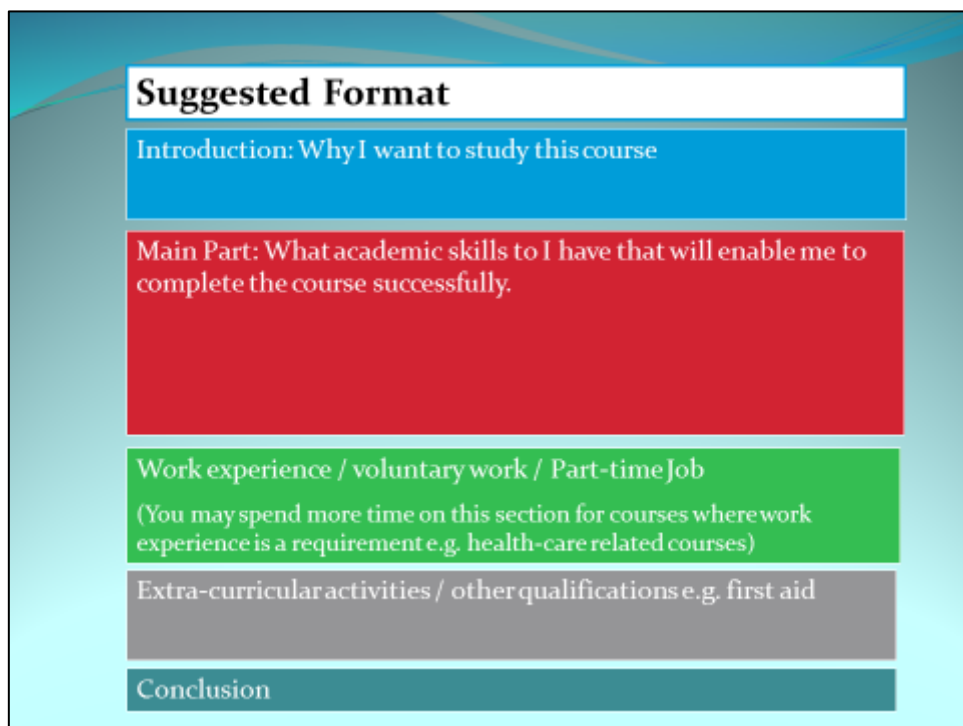 Suggested Format
Introduction: Why I want to study this course
Main Part: What academic skills to I have that will enable me to
complete the course successfully.
Work experience / voluntary work / Part-time Job
(You may spend more time on this section for courses where work
experience is a requirement e.g. health-care related courses)
Extra-curricular activities / other qualifications e.g. first aid
Conclusion